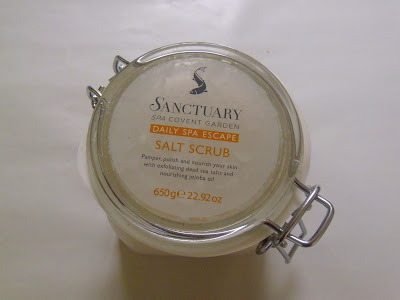 SANCTUARY
SPA COVENT GARDEN
DAILY SPA ESCAPE
SALT SCRUB
Pamper, polish and nourish your skin
with exfoliating dead sea salts and
nourishing jojoba oil
650g e 22.92oz